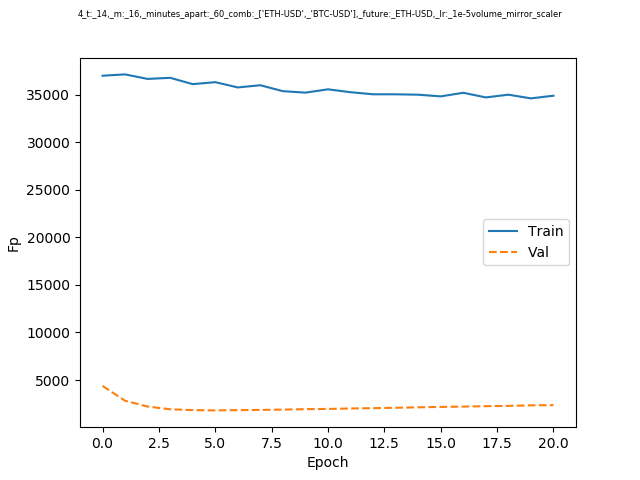 4_t:_14,_m:_16,_minutes_apart:_60_comb:_['ETH-USD',_'BTC-USD'],_future:_ETH-USD,_lr:_1e-5volume_mirror_scaler
35000
30000
25000
20000
15000
10000
5000
Fp
Train
Val
0.0 2.5 5.0 7.5 10.0 12.5 15.0 17.5 20.0
Epoch